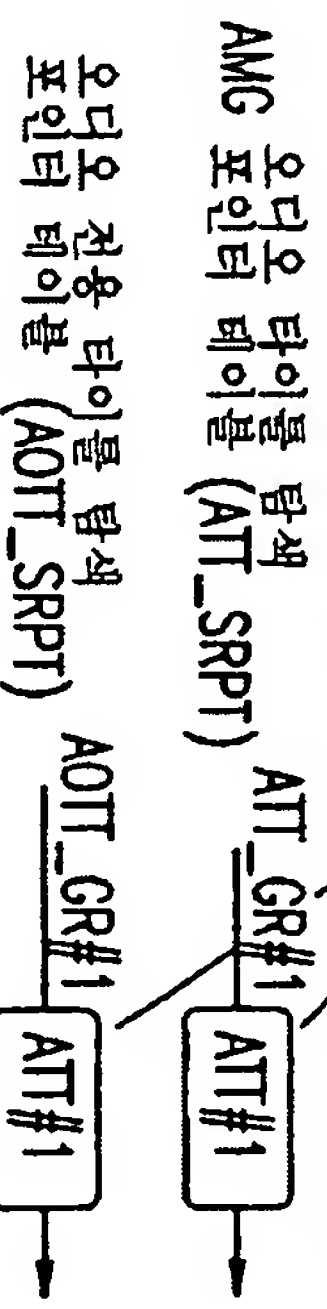 AMG 오디오 타이틀 탐색
포인터 테이블 (ATT_SRPT)
ATT_GR#1
ATT#1
오디오 전용 타이틀 탐색
포인터 테이블 (AOTT_SRPT)
AOTT_GR#1
ATT#1